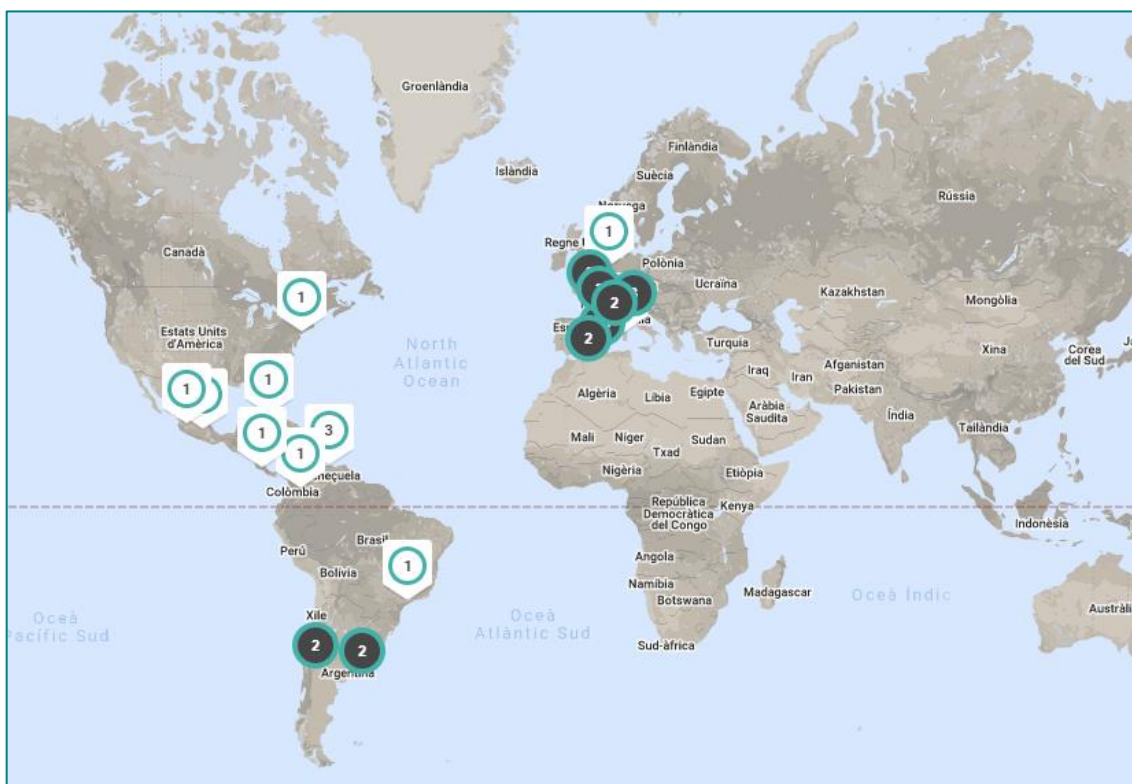 Groenlàndia
Islàndia
Finlàndia
Suècia
Noruega
Rússia
Canadà
Regne
1
Polònia
Ucraïna
Kazakhstan
Mongòlia
1
2
2
Estats Units
d'Amèrica
North
Atlantic
Ocean
Turquia
Xina
Corea
del Sud
1
1
Algèria
Líbia
Egipte
Iraq
Iran
Afganistan
Pakistan
Aràbia
Saudita
Índia
Tailàndia
1
3
1
Mali
Níger
Txad
Sudan
Nigèria
Etiòpia
Colòmbia
República
Democràtica
del Congo
Kenya
Indonèsia
Perú
Brasil
1
Bolívia
Angola
Namíbia
Botswana
Madagascar
Oceà Índic
Oceà
Pacífic Sud
Xile
Oceà
Atlàntic Sud
Sud-àfrica
2
2
Argentina